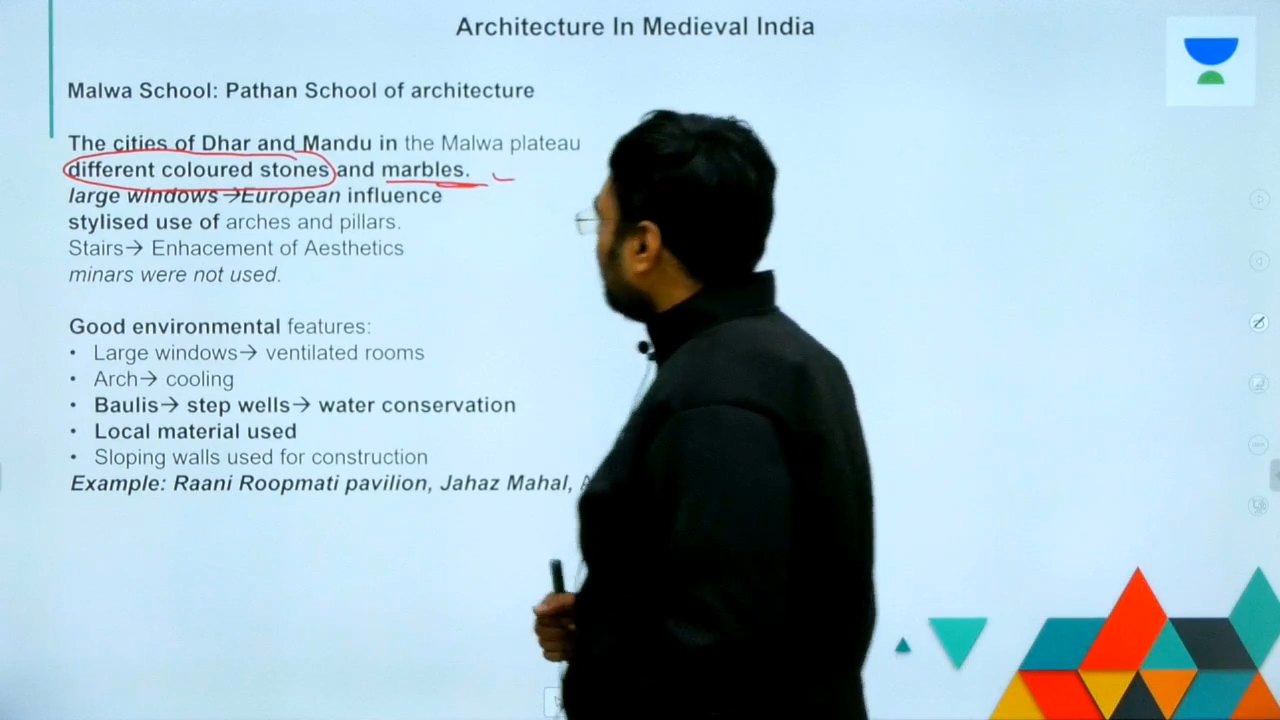 Architecture In Medieval India
Malwa School: Pathan School of architecture
The cities of Dhar and Mandu in the Malwa plateau
different coloured stones and marbles.
large windows →European influence
stylised use of arches and pillars.
Stairs→ Enhacement of Aesthetics
minars were not used.
Good environmental features:
• Large windows→ ventilated rooms
• Arch→ cooling
• Baulis→ step wells→ water conservation
• Local material used
• Sloping walls used for construction
Example: Raani Roopmati pavilion, Jahaz Mahal,